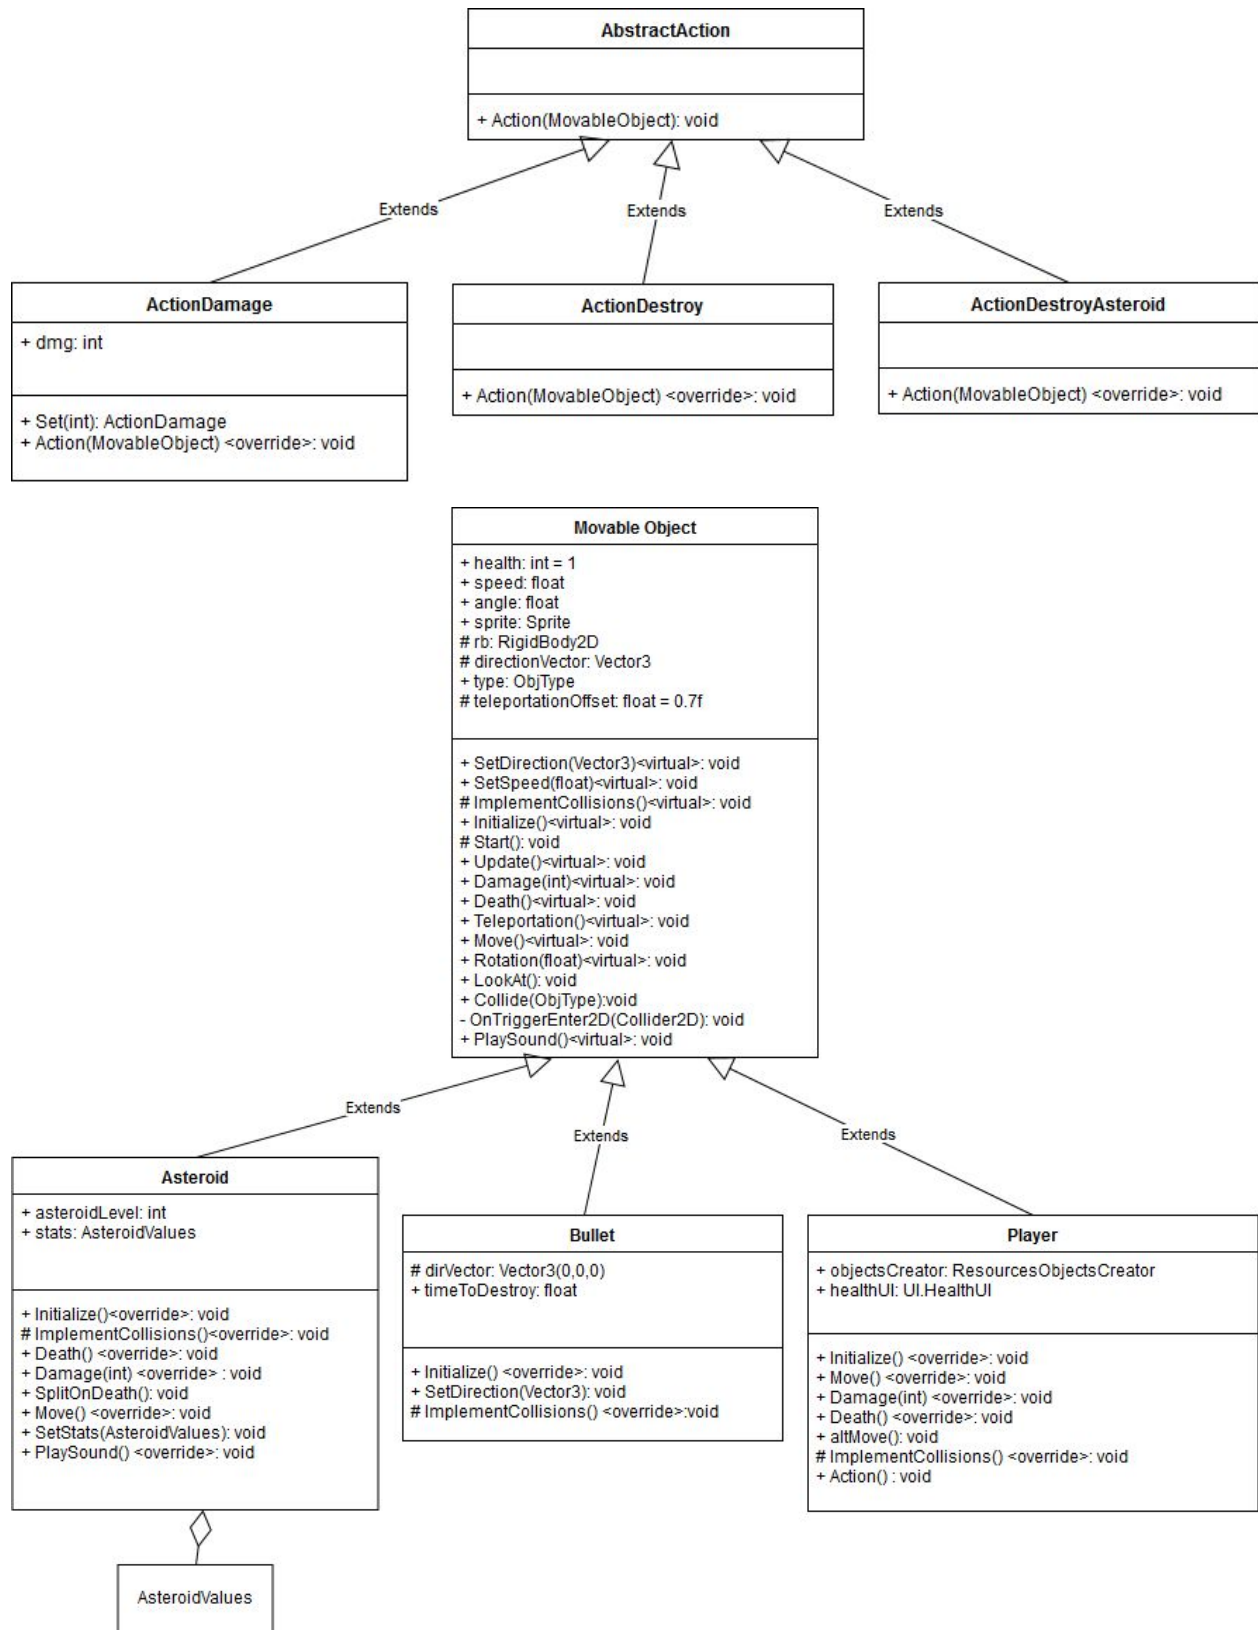 AbstractAction
+ Action(MovableObject): void
Extends
Extends
Extends
ActionDamage
+ dmg: int
+ Set(int): ActionDamage
+ Action(MovableObject) <override>: void
ActionDestroy
+ Action(MovableObject) <override>: void
ActionDestroyAsteroid
+ Action(MovableObject) <override>: void
Movable Object
+ health: int = 1
+ speed: float
+ angle: float
+ sprite: Sprite
# rb: RigidBody2D
# directionVector: Vector3
+ type: ObjType
# teleportationOffset: float = 0.7f
+ SetDirection(Vector3)<virtual>: void
+ SetSpeed(float)<virtual>: void
# ImplementCollisions()<virtual>: void
+ Initialize()<virtual>: void
# Start(): void
+ Update()<virtual>: void
+ Damage(int)<virtual>: void
+ Death()<virtual>: void
+ Teleportation()<virtual>: void
+ Move()<virtual>: void
+ Rotation(float)<virtual>: void
+ LookAt(): void
+ Collide(ObjType):void
- OnTriggerEnter2D(Collider2D): void
+ PlaySound()<virtual>: void
Extends
Extends
Extends
Asteroid
+ asteroidLevel: int
+ stats: AsteroidValues
+ Initialize()<override>: void
# ImplementCollisions()<override>: void
+ Death() <override>: void
+ Damage(int) <override> : void
+ SplitOnDeath(): void
+ Move() <override>: void
+ SetStats(AsteroidValues): void
+ PlaySound() <override>: void
Bullet
# dirVector: Vector3(0,0,0)
+ timeToDestroy: float
+ Initialize() <override>: void
+ SetDirection(Vector3): void
# ImplementCollisions() <override>:void
Player
+ objectsCreator: ResourcesObjectsCreator
+ healthUI: UI.HealthUI
+ Initialize() <override>: void
+ Move() <override>: void
+ Damage(int) <override>: void
+ Death() <override>: void
+ altMove(): void
# ImplementCollisions() <override>: void
+ Action() : void
AsteroidValues